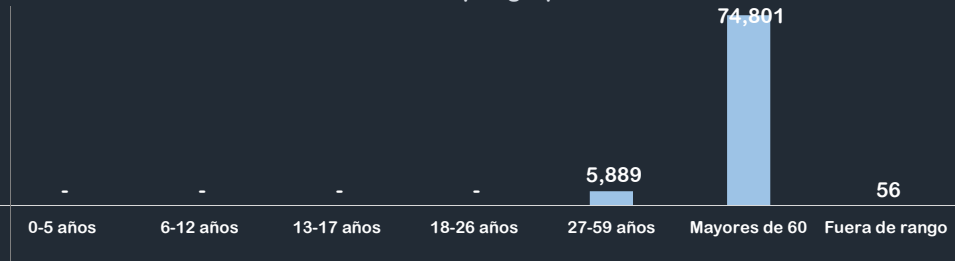 74,801
5,889
- - - - 56
0-5 años 6-12 años 13-17 años 18-26 años 27-59 años Mayores de 60 Fuera de rango